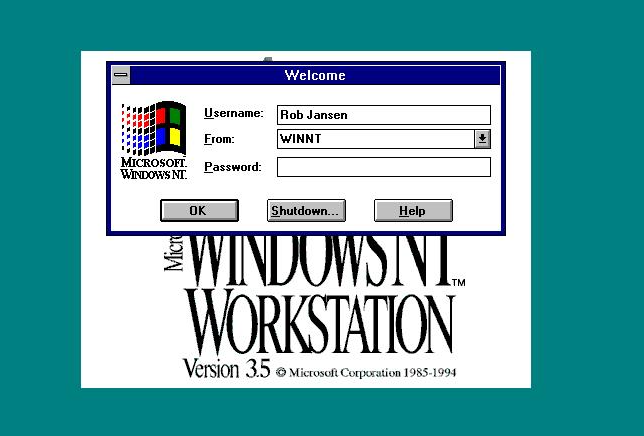 Welcome
Username: Rob Jansen
From: WINNT
Password:
MICROSOFT.
WINDOWS NT.
OK Shutdown... Help
WINDOWS NT™
WORKSTATION
Version 3.5 © Microsoft Corporation 1985-1994